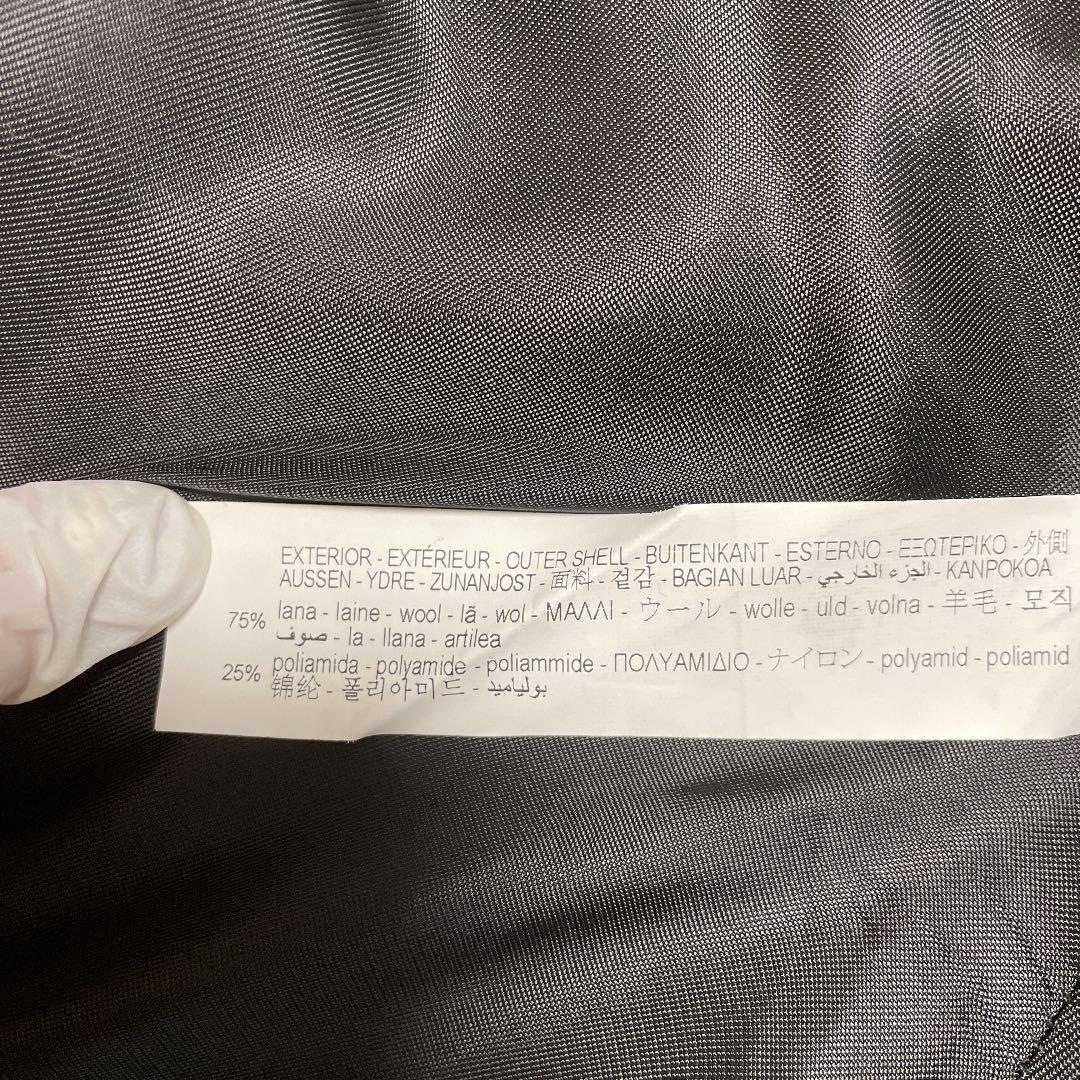 EXTERIOR - EXTÉRIEUR - OUTER SHELL - BUITENKANT - ESTERNO - ΕΞΩΤΕΡΙΚΟ - 外側
AUSSEN - YDRE - ZUNANJOST - 面料 - 겉감 - BAGIAN LUAR - الجزء الخارجي - KANPOKOA
75% lana - laine - wool - lã - wol - ΜΑΛΛΙ - ウール - wolle - uld - volna - 羊毛 - 모직
صوف - la - llana - artilea
25% poliamida - polyamide - poliammide - ΠΟΛΥΑΜΙΔΙΟ - ナイロン - polyamid - poliamid
锦纶 - 폴리아미드 - بولياميد